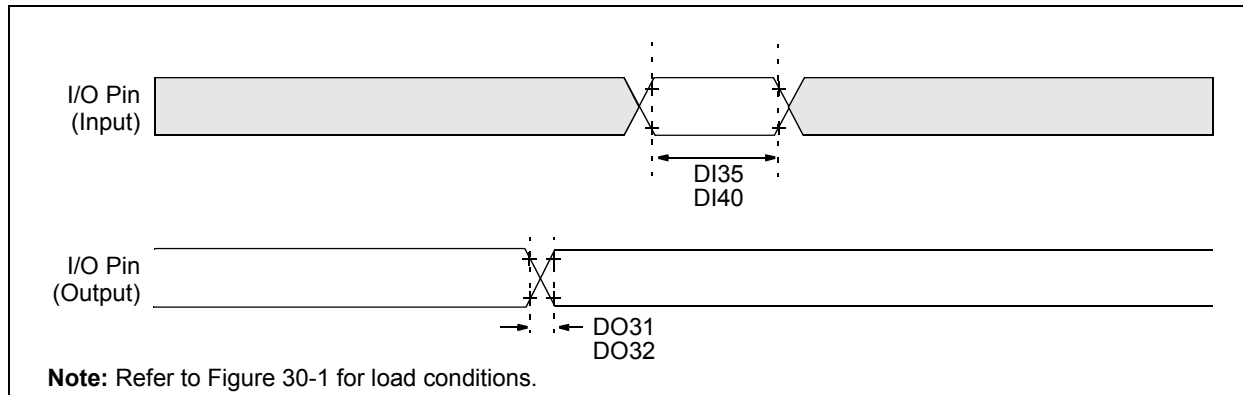 I/O Pin
(Input)
DI35
DI40
I/O Pin
(Output)
DO31
DO32
Note: Refer to Figure 30-1 for load conditions.